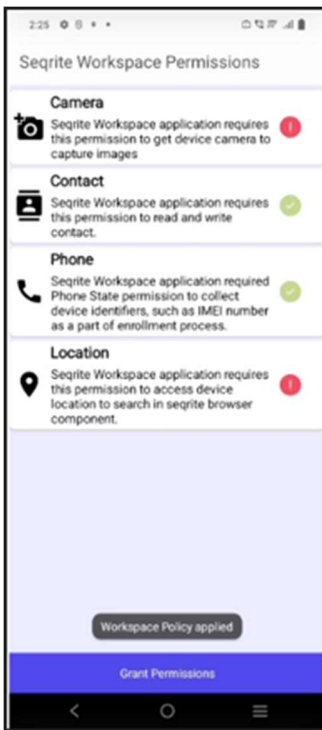 2:25
Seqrite Workspace Permissions
Camera
Seqrite Workspace application requires
this permission to get device camera to
capture images
Contact
Seqrite Workspace application requires
this permission to read and write
contact.
Phone
Seqrite Workspace application required
Phone State permission to collect
device identifiers, such as IMEI number
as a part of enrollment process.
Location
Seqrite Workspace application requires
this permission to access device
location to search in seqrite browser
component.
Workspace Policy applied
Grant Permissions